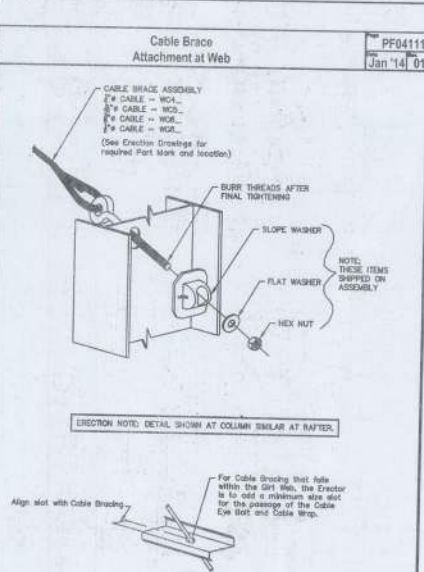 Cable Brace
Attachment at Web
Page
PF04111
Date
Jan '14
Rev.
01
CABLE BRACE ASSEMBLY
CABLE -- WC4_
CABLE -- WC5_
CABLE -- WC6_
CABLE -- WC8_
(See Erection Drawings for
required Part Mark and location)
BURR THREADS AFTER
FINAL TIGHTENING
SLOPE WASHER
FLAT WASHER
HEX NUT
NOTE:
THESE ITEMS
SHIPPED ON
ASSEMBLY
ERECTION NOTE: DETAIL SHOWN AT COLUMN SIMILAR AT RAFTER.
For Cable Bracing that falls
within the Girt Web, the Erector
is to add a minimum size slot
for the passage of the Cable
Eye Bolt and Cable Wrap.
Align slot with Cable Bracing